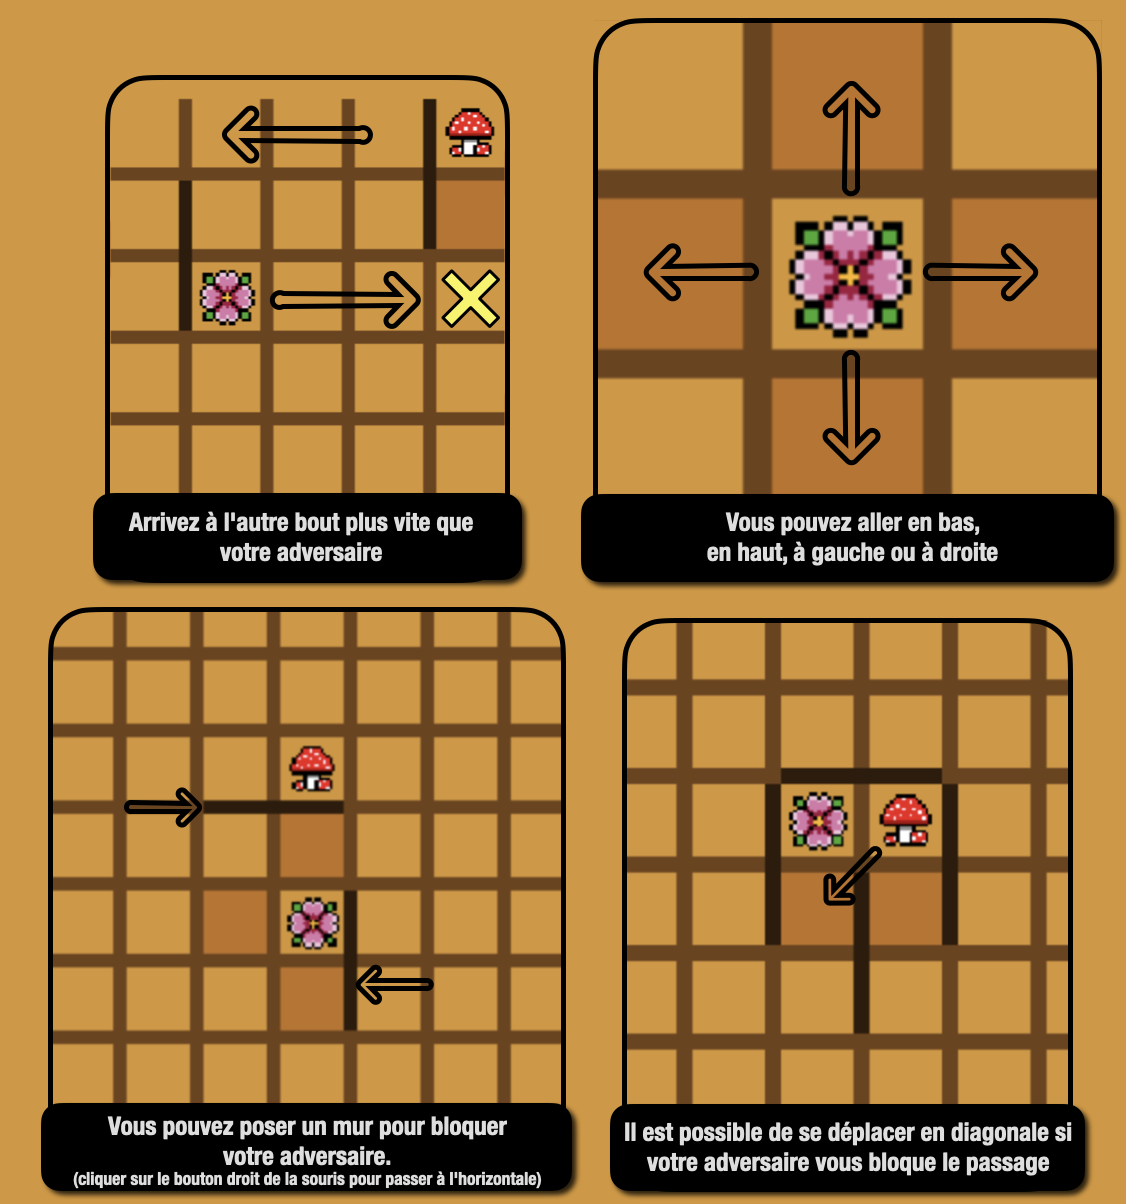 Arrivez à l'autre bout plus vite que
votre adversaire
Vous pouvez aller en bas,
en haut, à gauche ou à droite
Vous pouvez poser un mur pour bloquer
votre adversaire.
(cliquer sur le bouton droit de la souris pour passer à l'horizontale)
Il est possible de se déplacer en diagonale si
votre adversaire vous bloque le passage